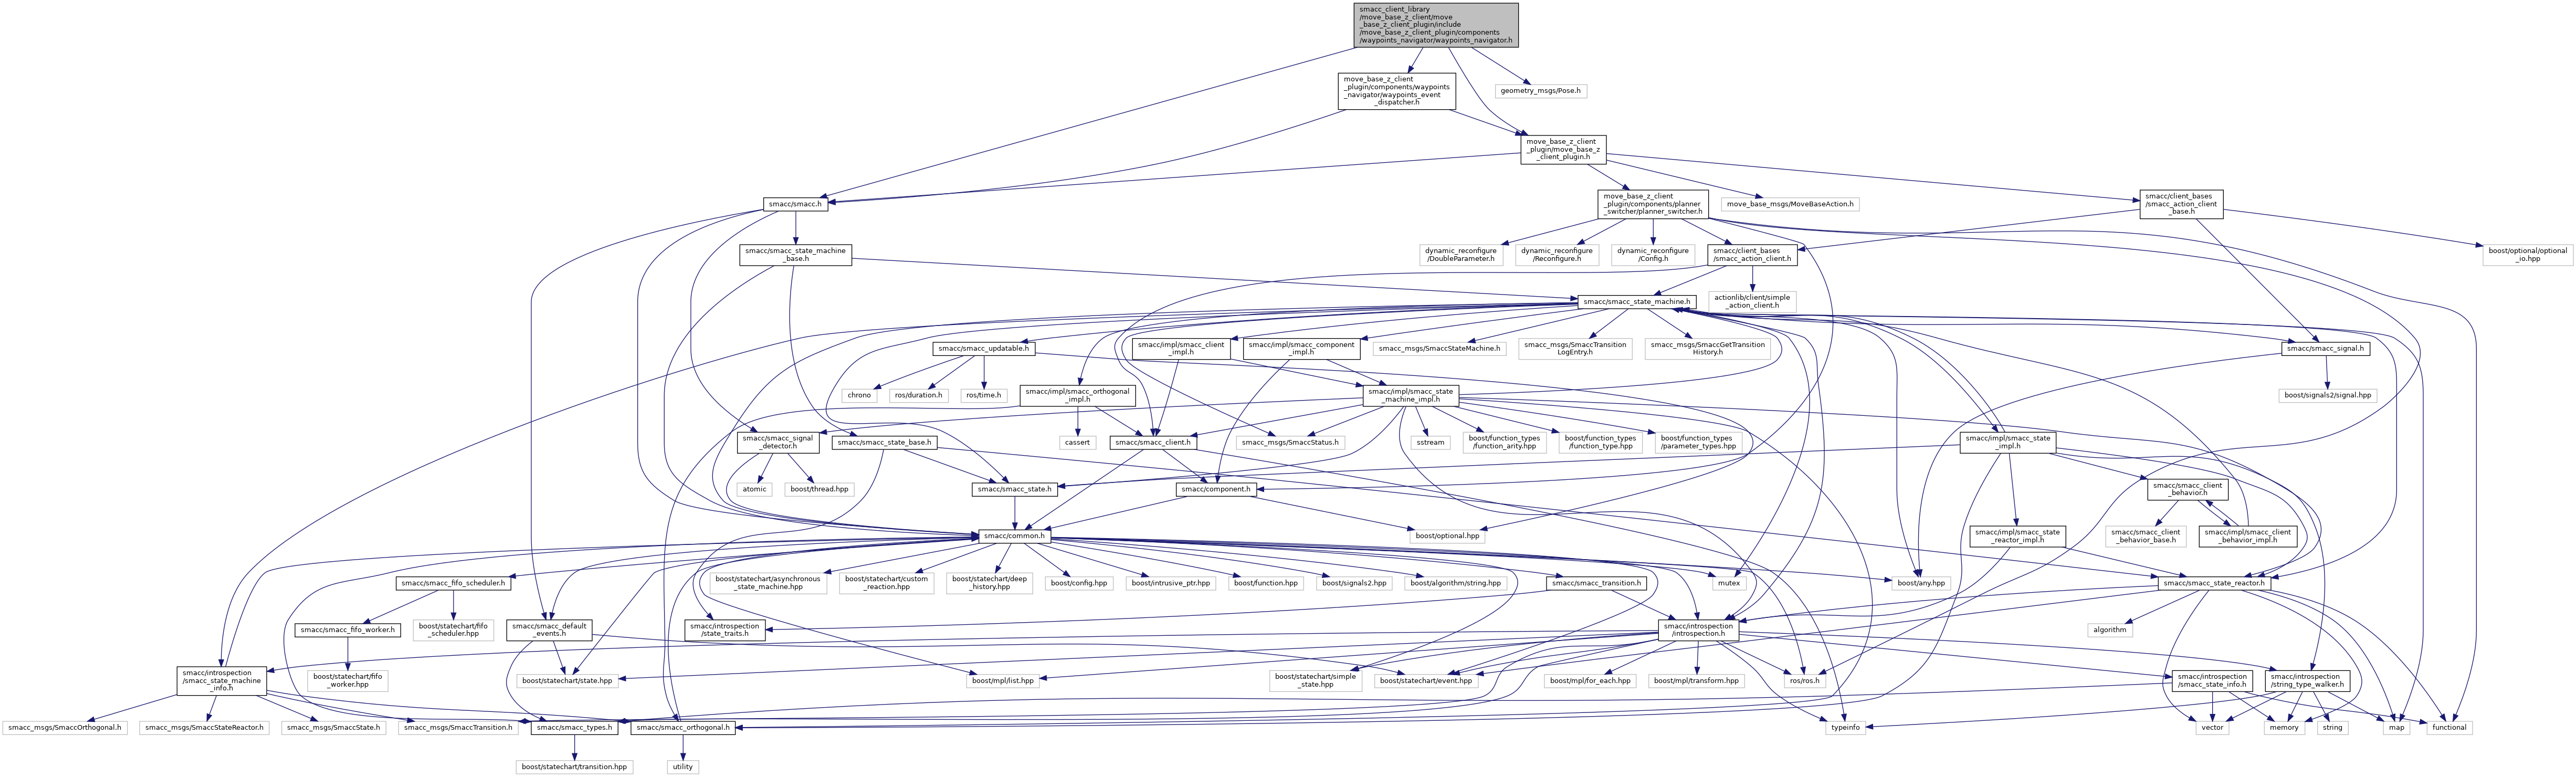 smacc_client_library
/move_base_z_client/move
_base_z_client_plugin/include
/move_base_z_client_plugin/components
/waypoints_navigator/waypoints_navigator.h
move_base_z_client
_plugin/components/waypoints
_navigator/waypoints_event
_dispatcher.h
geometry_msgs/Pose.h
move_base_z_client
_plugin/move_base_z
_client_plugin.h
smacc/smacc.h
move_base_z_client
_plugin/components/planner
_switcher/planner_switcher.h
move_base_msgs/MoveBaseAction.h
smacc/client_bases
/smacc_action_client
_base.h
smacc/smacc_state_machine
_base.h
dynamic_reconfigure
/DoubleParameter.h
dynamic_reconfigure
/Reconfigure.h
dynamic_reconfigure
/Config.h
smacc/client_bases
/smacc_action_client.h
boost/optional/optional
_io.hpp
smacc/smacc_state_machine.h
actionlib/client/simple
_action_client.h
smacc/smacc_updatable.h
smacc/impl/smacc_client
_impl.h
smacc/impl/smacc_component
_impl.h
smacc_msgs/SmaccStateMachine.h
smacc_msgs/SmaccTransition
LogEntry.h
smacc_msgs/SmaccGetTransition
History.h
smacc/smacc_signal.h
chrono
ros/duration.h
ros/time.h
smacc/impl/smacc_orthogonal
_impl.h
smacc/impl/smacc_state
_machine_impl.h
boost/signals2/signal.hpp
smacc/smacc_signal
_detector.h
smacc/smacc_state_base.h
cassert
smacc/smacc_client.h
smacc_msgs/SmaccStatus.h
sstream
boost/function_types
/function_arity.hpp
boost/function_types
/function_type.hpp
boost/function_types
/parameter_types.hpp
smacc/impl/smacc_state
_impl.h
atomic
boost/thread.hpp
smacc/smacc_state.h
smacc/component.h
smacc/smacc_client
_behavior.h
smacc/common.h
boost/optional.hpp
smacc/impl/smacc_state
_reactor_impl.h
smacc/smacc_client
_behavior_base.h
smacc/impl/smacc_client
_behavior_impl.h
smacc/smacc_fifo_scheduler.h
boost/statechart/asynchronous
_state_machine.hpp
boost/statechart/custom
_reaction.hpp
boost/statechart/deep
_history.hpp
boost/config.hpp
boost/intrusive_ptr.hpp
boost/function.hpp
boost/signals2.hpp
boost/algorithm/string.hpp
smacc/smacc_transition.h
mutex
boost/any.hpp
smacc/smacc_state_reactor.h
smacc/smacc_fifo_worker.h
boost/statechart/fifo
_scheduler.hpp
smacc/smacc_default
_events.h
smacc/introspection
/state_traits.h
smacc/introspection
/introspection.h
algorithm
smacc/introspection
/smacc_state_machine
_info.h
boost/statechart/fifo
_worker.hpp
boost/statechart/state.hpp
boost/mpl/list.hpp
boost/statechart/simple
_state.hpp
boost/statechart/event.hpp
boost/mpl/for_each.hpp
boost/mpl/transform.hpp
ros/ros.h
smacc/introspection
/smacc_state_info.h
smacc/introspection
/string_type_walker.h
smacc_msgs/SmaccOrthogonal.h
smacc_msgs/SmaccStateReactor.h
smacc_msgs/SmaccState.h
smacc_msgs/SmaccTransition.h
smacc/smacc_types.h
smacc/smacc_orthogonal.h
typeinfo
vector
memory
string
map
functional
boost/statechart/transition.hpp
utility